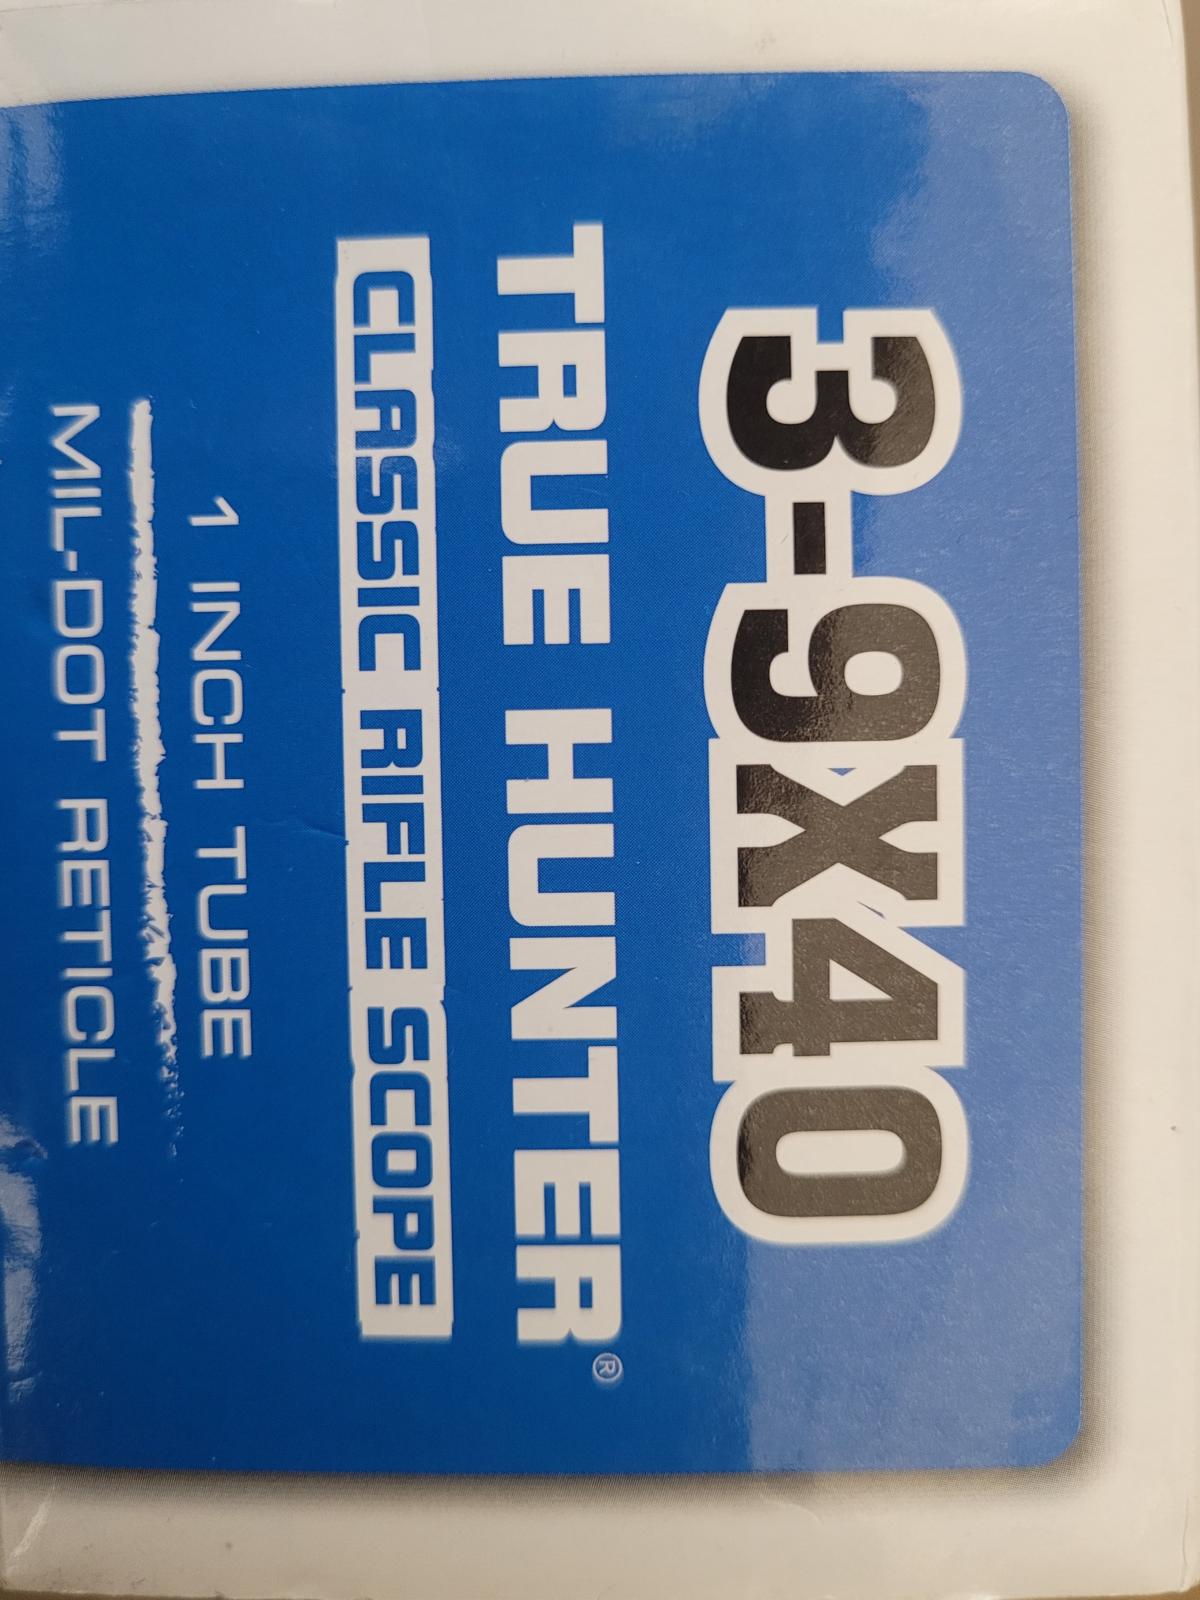 3-9X40
TRUE HUNTER®
CLASSIC RIFLE SCOPE
1 INCH TUBE
MIL-DOT RETICLE